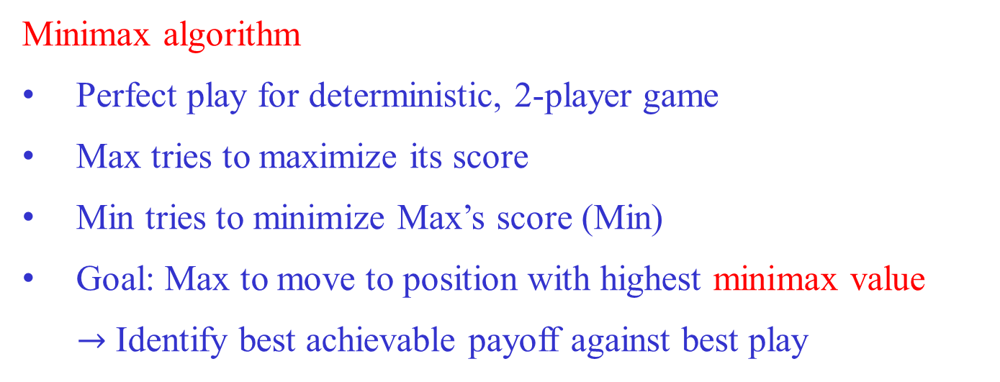 Minimax algorithm
• Perfect play for deterministic, 2-player game
• Max tries to maximize its score
• Min tries to minimize Max’s score (Min)
• Goal: Max to move to position with highest minimax value
→ Identify best achievable payoff against best play